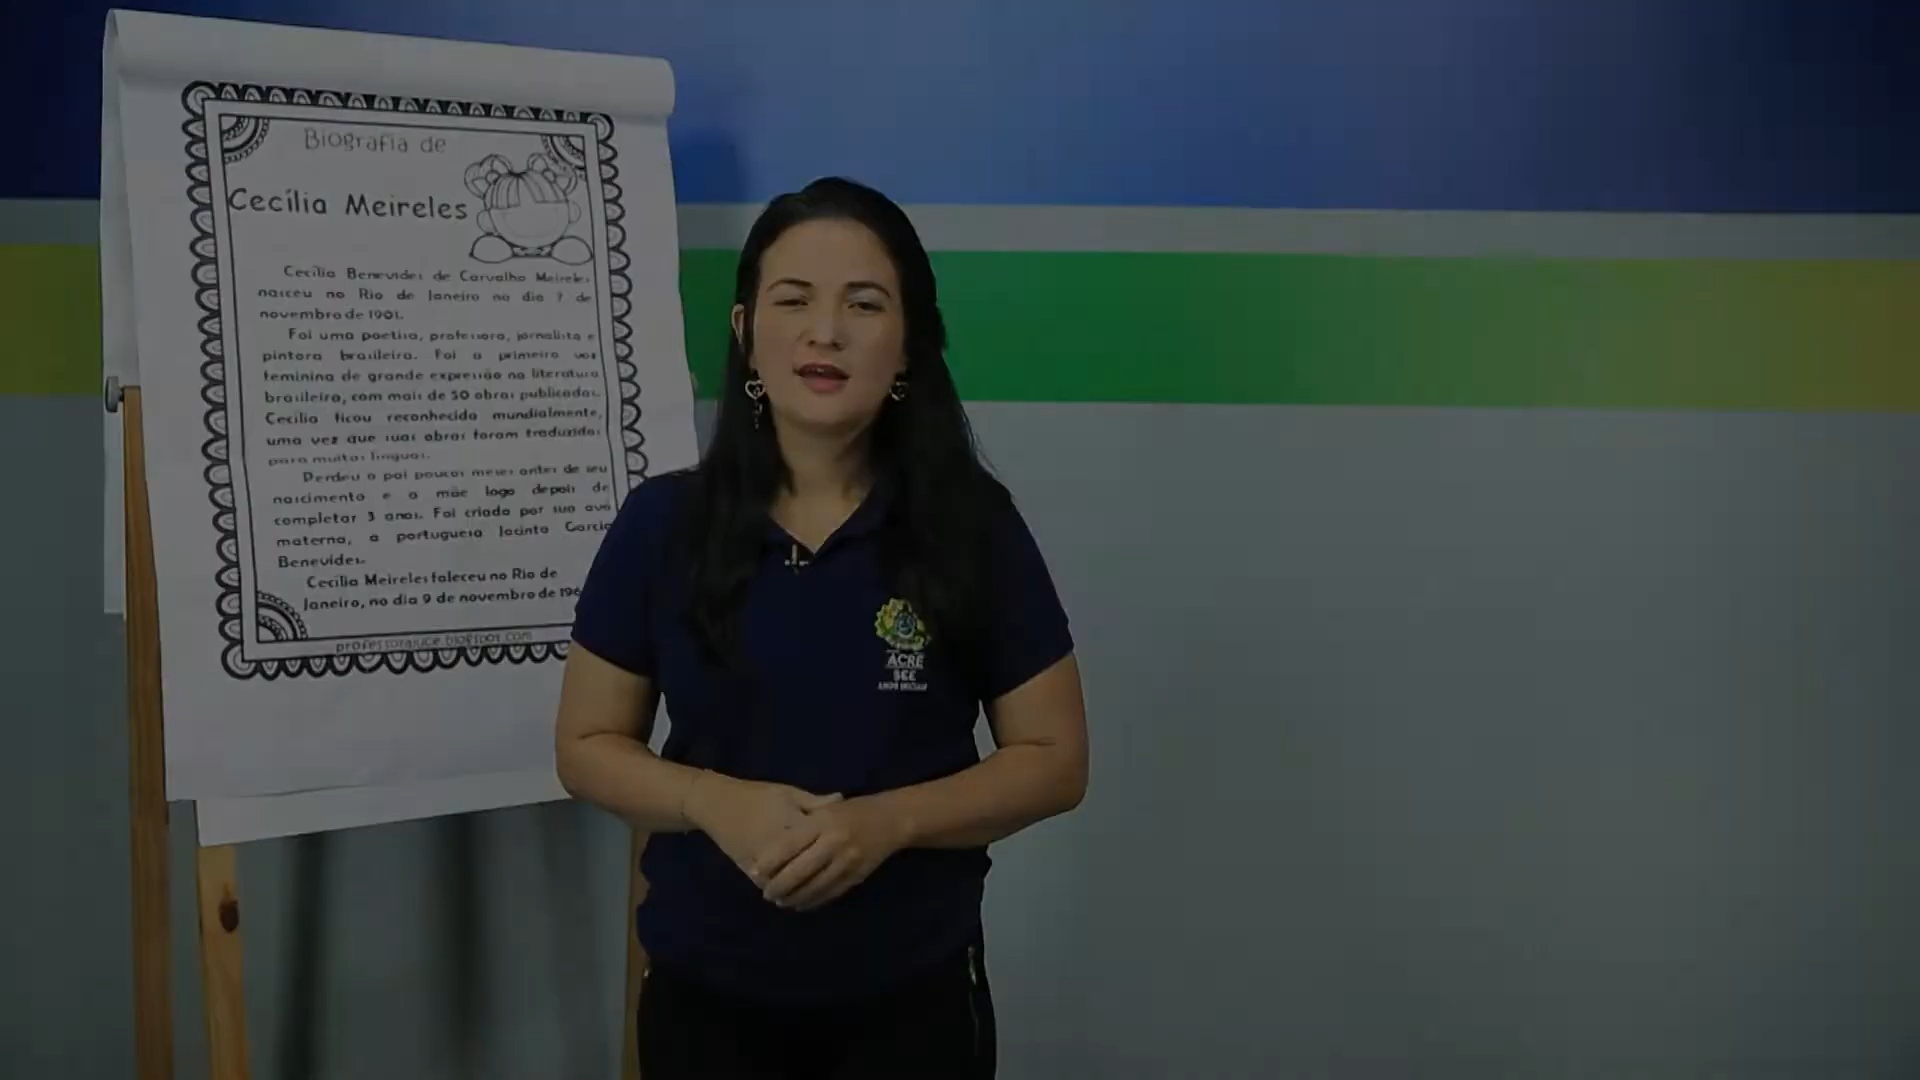 Biografia de
Cecília Meireles
Cecília Benevides de Carvalho Meireles
nasceu no Rio de Janeiro no dia 7 de
novembro de 1901.
Foi uma poetisa, professora, jornalista e
pintora brasileira. Foi a primeira voz
feminina de grande expressão na literatura
brasileira, com mais de 50 obras publicadas.
Cecília ficou reconhecida mundialmente,
uma vez que suas obras foram traduzidas
para muitas línguas.
Perdeu o pai poucos meses antes de seu
nascimento e a mãe logo depois de
completar 3 anos. Foi criada por sua avó
materna, a portuguesa Jacinta Garcia
Benevides.
Cecília Meireles faleceu no Rio de
Janeiro, no dia 9 de novembro de 196
professorajuce.blogspot.com
ACRE
SEE
ANOS INICIAIS